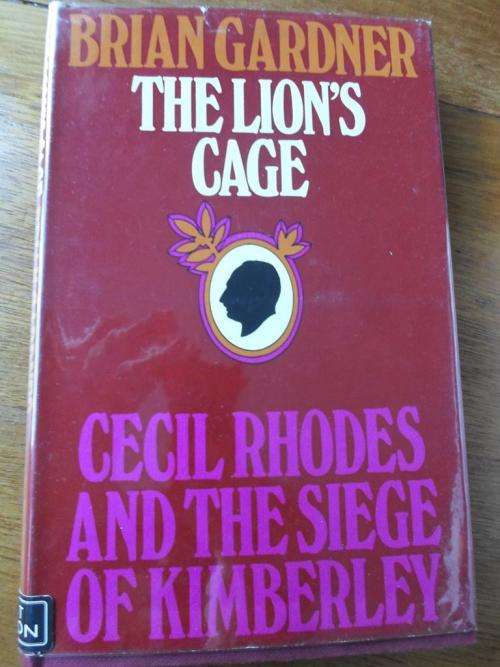 BRIAN GARDNER
THE LION'S
CAGE
CECIL RHODES
AND THE SIEGE
OF KIMBERLEY